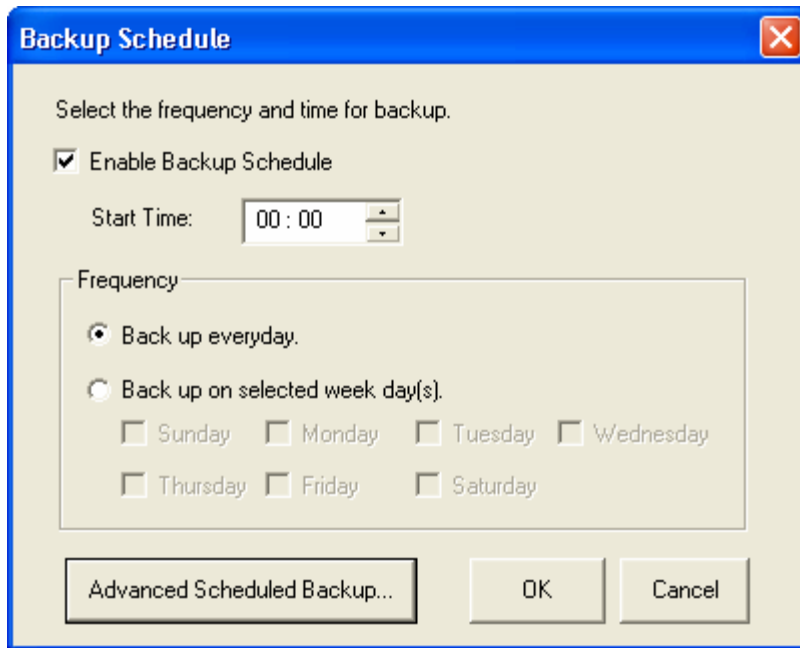 Backup Schedule
Select the frequency and time for backup.
Enable Backup Schedule
Start Time: 00 : 00
Frequency
Back up everyday.
Back up on selected week day(s).
Sunday Monday Tuesday Wednesday
Thursday Friday Saturday
Advanced Scheduled Backup... OK Cancel